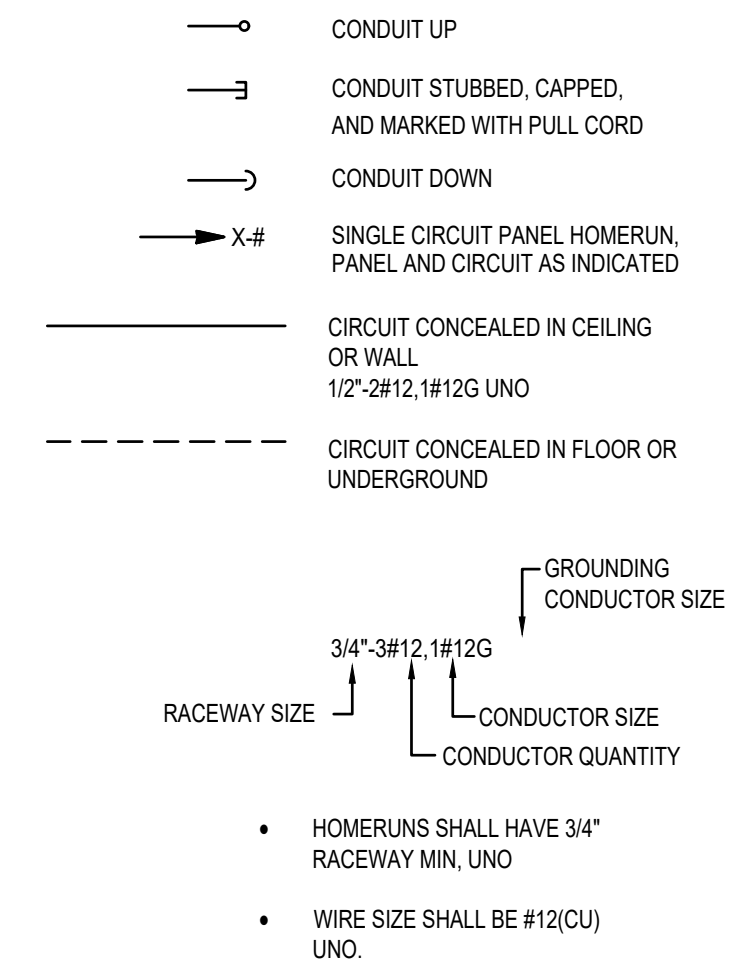 CONDUIT UP
CONDUIT STUBBED, CAPPED,
AND MARKED WITH PULL CORD
CONDUIT DOWN
X-#
SINGLE CIRCUIT PANEL HOMERUN,
PANEL AND CIRCUIT AS INDICATED
CIRCUIT CONCEALED IN CEILING
OR WALL
1/2"-2#12,1#12G UNO
CIRCUIT CONCEALED IN FLOOR OR
UNDERGROUND
GROUNDING
CONDUCTOR SIZE
3/4"-3#12,1#12G
RACEWAY SIZE
CONDUCTOR SIZE
CONDUCTOR QUANTITY
• HOMERUNS SHALL HAVE 3/4"
RACEWAY MIN, UNO
• WIRE SIZE SHALL BE #12(CU)
UNO.